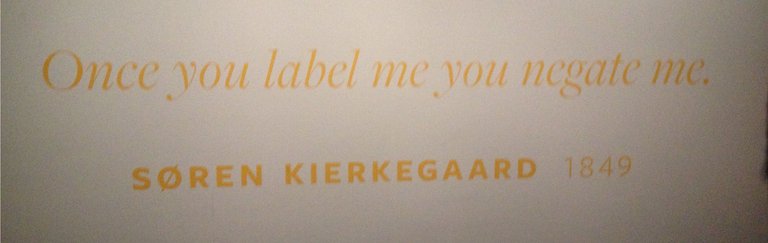 Once you label me you negate me.
SØREN KIERKEGAARD 1849